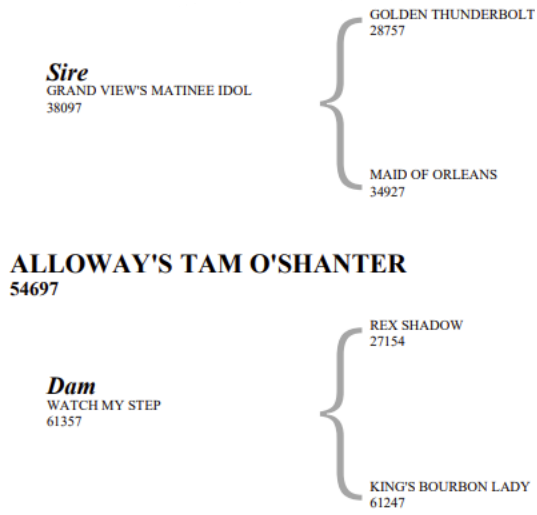 GOLDEN THUNDERBOLT
28757
Sire
GRAND VIEW'S MATINEE IDOL
38097
MAID OF ORLEANS
34927
ALLOWAY'S TAM O'SHANTER
54697
REX SHADOW
27154
Dam
WATCH MY STEP
61357
KING'S BOURBON LADY
61247